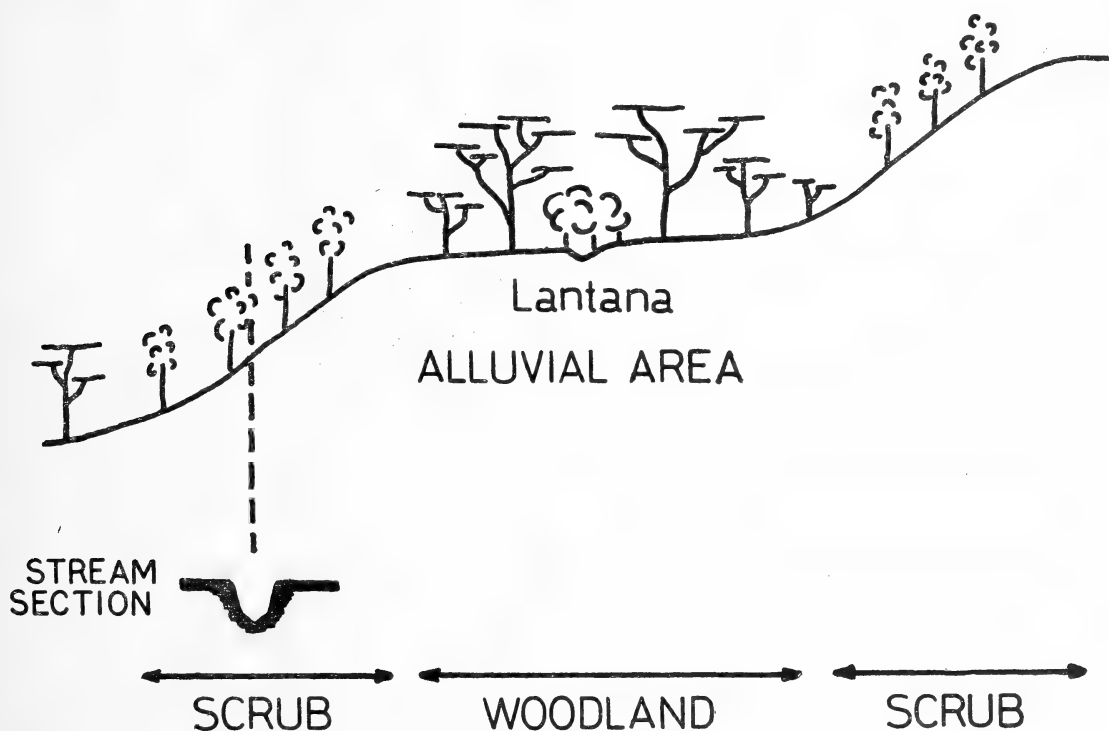 Lantana
ALLUVIAL AREA
STREAM
SECTION
SCRUB
WOODLAND
SCRUB